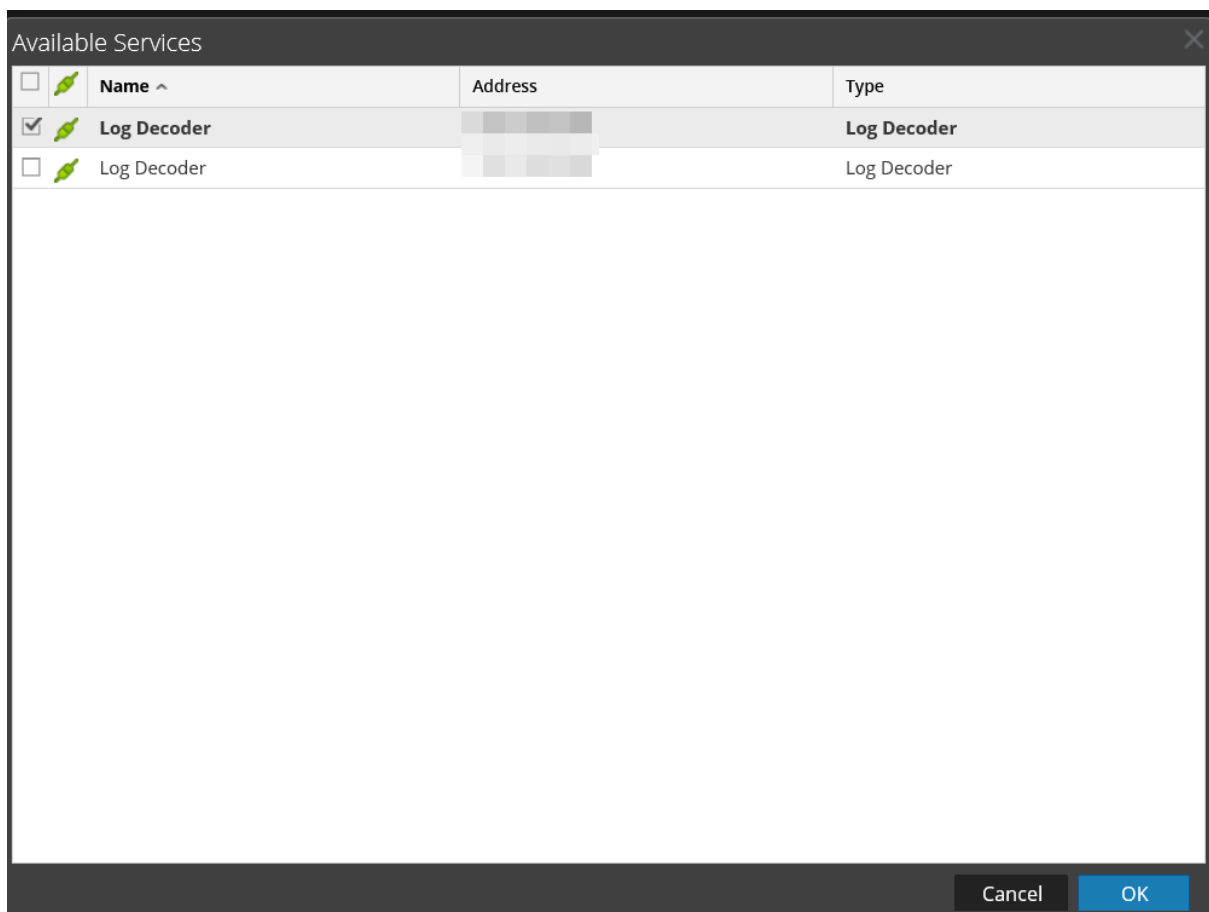 Available Services
Name Address Type
Log Decoder Log Decoder
Log Decoder Log Decoder
Cancel OK